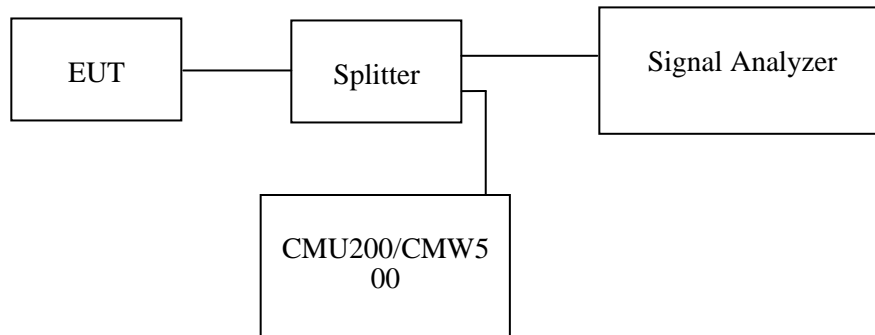 EUT
Splitter
Signal Analyzer
CMU200/CMW5
00